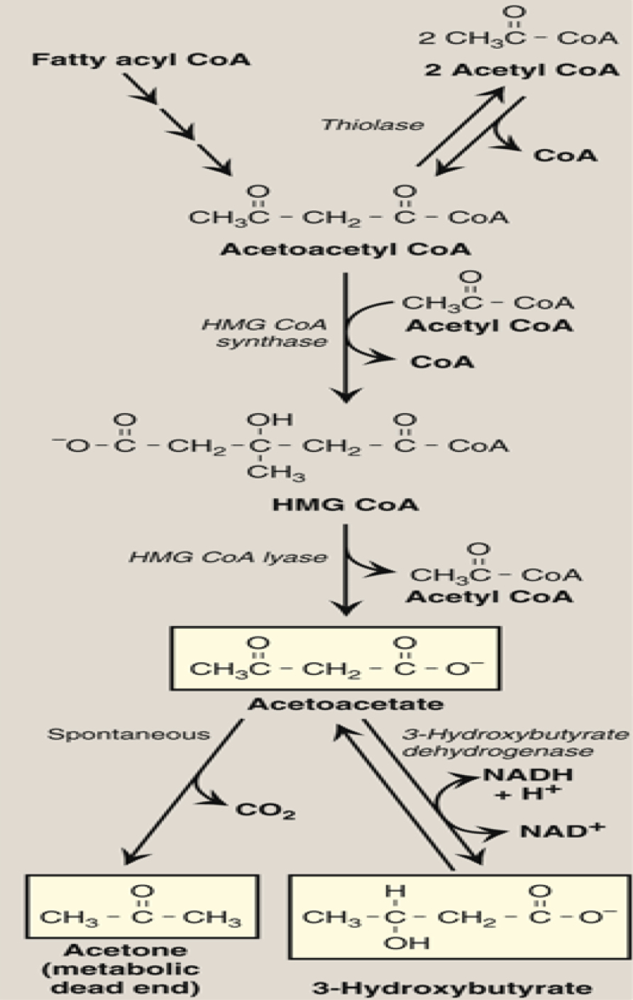 O
2 CH₃C – CoA
Fatty acyl CoA
2 Acetyl CoA
Thiolase
CoA
O O
CH₃C – CH₂ – C – CoA
Acetoacetyl CoA
O
CH₃C – CoA
HMG CoA
synthase
Acetyl CoA
CoA
O OH O
⁻O–C – CH₂–C– CH₂ – C – CoA
CH₃
HMG CoA
HMG CoA lyase
O
CH₃C – CoA
Acetyl CoA
O O
CH₃C – CH₂ – C – O⁻
Acetoacetate
Spontaneous
3-Hydroxybutyrate
dehydrogenase
NADH
+ H⁺
CO₂
NAD⁺
O
CH₃ – C – CH₃
Acetone
(metabolic
dead end)
H O
CH₃ – C – CH₂ – C – O⁻
OH
3-Hydroxybutyrate